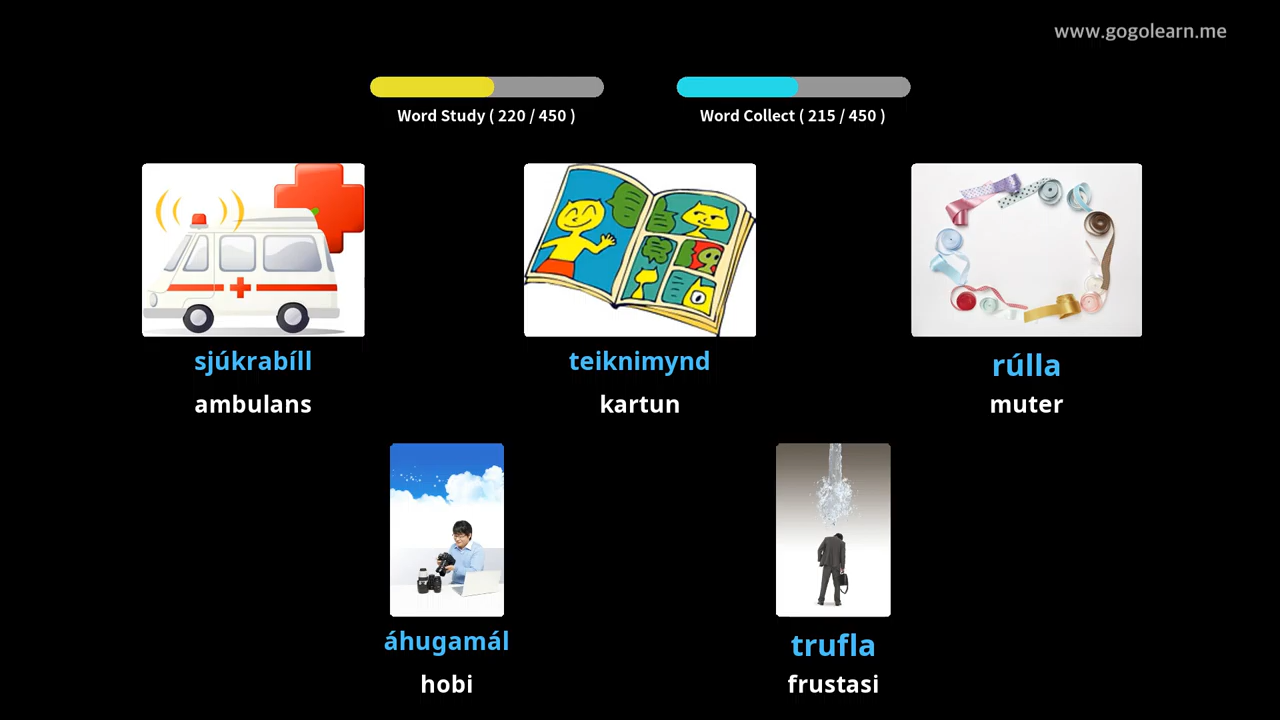 www.gogolearn.me
Word Study ( 220 / 450 )
Word Collect ( 215 / 450 )
sjúkrabíll
ambulans
teiknimynd
kartun
rúlla
muter
áhugamál
hobi
trufla
frustasi